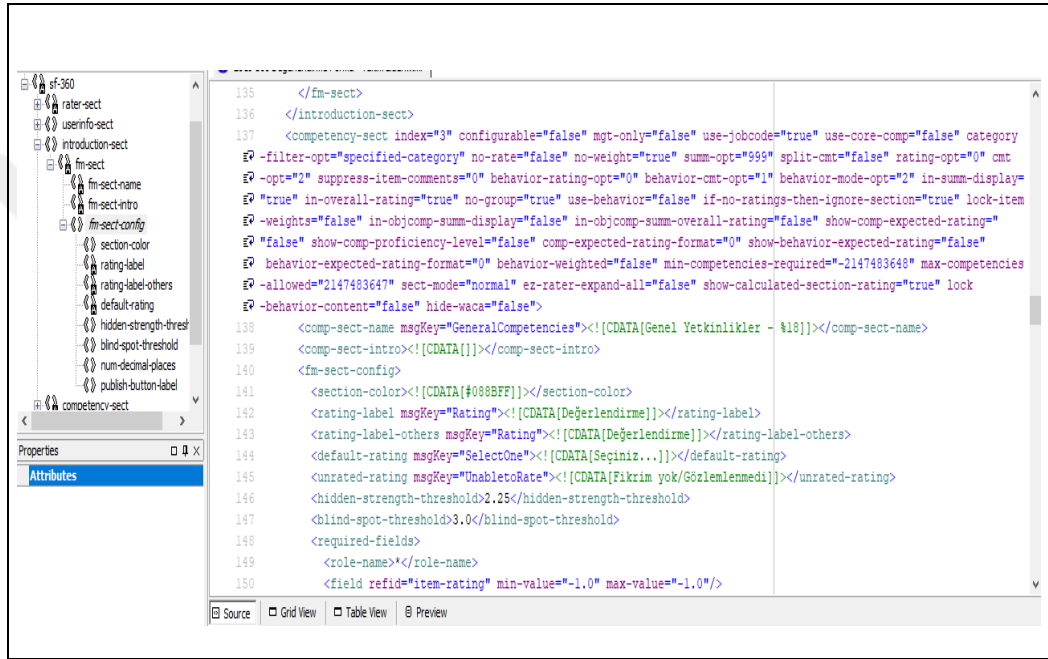 sf-360
rater-sect
userinfo-sect
introduction-sect
fm-sect
fm-sect-name
fm-sect-intro
fm-sect-config
section-color
rating-label
rating-label-others
default-rating
hidden-strength-thresh
blind-spot-threshold
num-decimal-places
publish-button-label
competency-sect
Properties
Attributes
135 </fm-sect>
136 </introduction-sect>
137 <competency-sect index="3" configurable="false" mgt-only="false" use-jobcode="true" use-core-comp="false" category
-filter-opt="specified-category" no-rate="false" no-weight="true" summ-opt="999" split-cmt="false" rating-opt="0" cmt
-opt="2" suppress-item-comments="0" behavior-rating-opt="0" behavior-cmt-opt="1" behavior-mode-opt="2" in-summ-display=
"true" in-overall-rating="true" no-group="true" use-behavior="false" if-no-ratings-then-ignore-section="true" lock-item
-weights="false" in-objcomp-summ-display="false" in-objcomp-summ-overall-rating="false" show-comp-expected-rating="
"false" show-comp-proficiency-level="false" comp-expected-rating-format="0" show-behavior-expected-rating="false"
behavior-expected-rating-format="0" behavior-weighted="false" min-competencies-required="-2147483648" max-competencies
-allowed="2147483647" sect-mode="normal" ez-rater-expand-all="false" show-calculated-section-rating="true" lock
-behavior-content="false" hide-waca="false">
138 <comp-sect-name msgKey="GeneralCompetencies"><![CDATA[Genel Yetkinlikler - %18]]></comp-sect-name>
139 <comp-sect-intro><![CDATA[]]></comp-sect-intro>
140 <fm-sect-config>
141 <section-color><![CDATA[#088BFF]]></section-color>
142 <rating-label msgKey="Rating"><![CDATA[Değerlendirme]]></rating-label>
143 <rating-label-others msgKey="Rating"><![CDATA[Değerlendirme]]></rating-label-others>
144 <default-rating msgKey="SelectOne"><![CDATA[Seçiniz...]]></default-rating>
145 <unrated-rating msgKey="UnabletoRate"><![CDATA[Fikrim yok/Gözlemlenmedi]]></unrated-rating>
146 <hidden-strength-threshold>2.25</hidden-strength-threshold>
147 <blind-spot-threshold>3.0</blind-spot-threshold>
148 <required-fields>
149 <role-name>*</role-name>
150 <field refid="item-rating" min-value="-1.0" max-value="-1.0"/>
Source Grid View Table View Preview